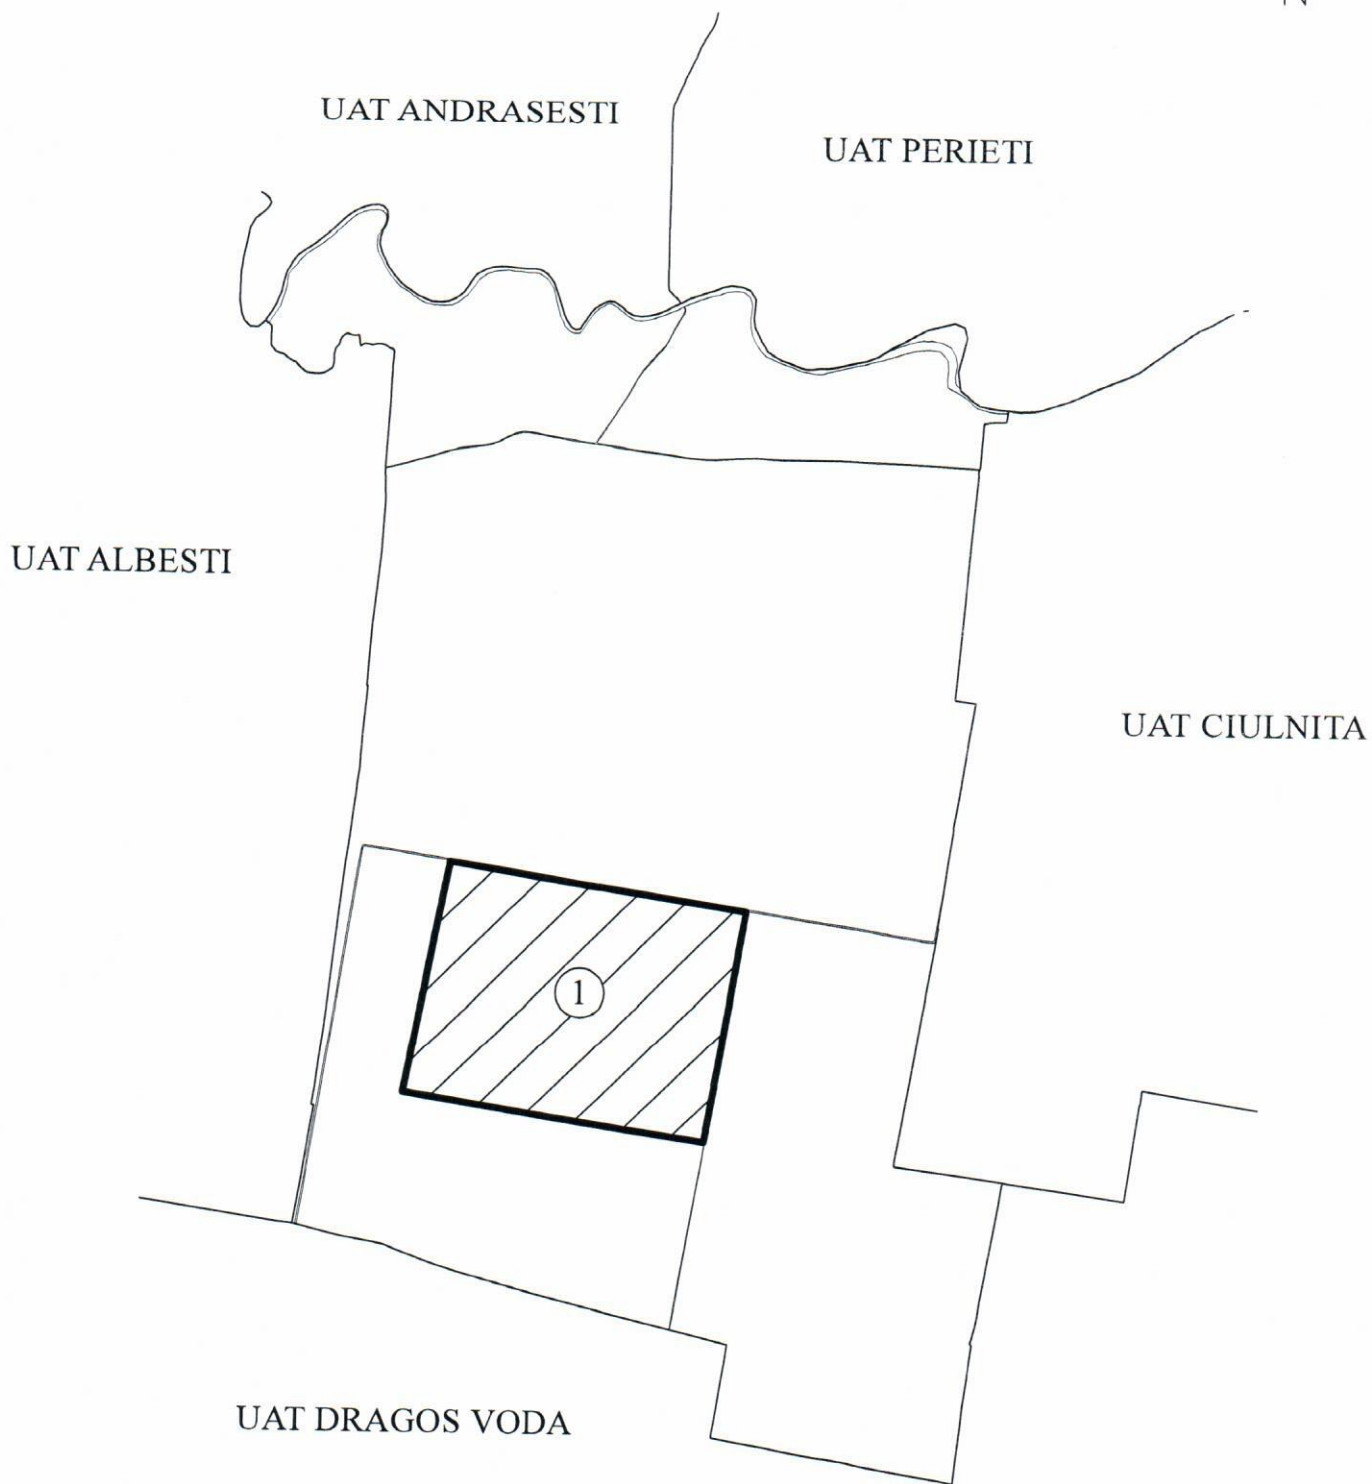 N
UAT ANDRASESTI
UAT PERIETI
UAT ALBESTI
UAT CIULNITA
1
UAT DRAGOS VODA